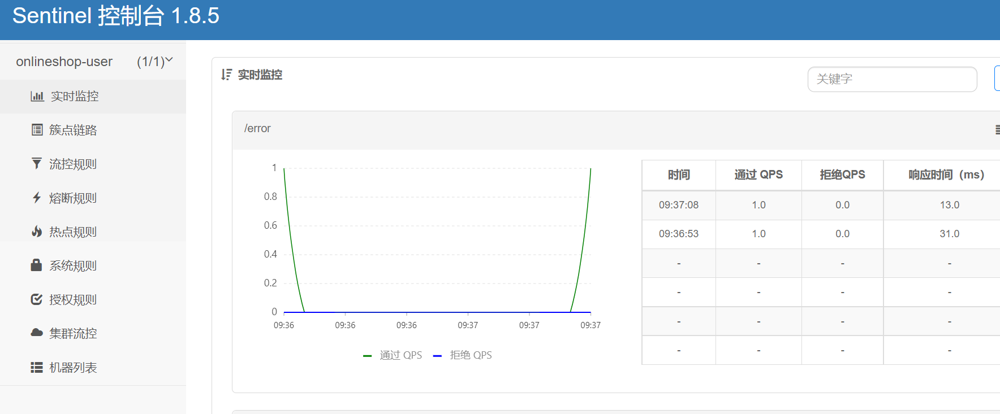 Sentinel 控制台 1.8.5
onlineshop-user (1/1)
实时监控
簇点链路
流控规则
熔断规则
热点规则
系统规则
授权规则
集群流控
机器列表
实时监控
关键字
/error
1
0.8
0.6
0.4
0.2
0
09:36 09:36 09:36 09:37 09:37 09:37
通过 QPS 拒绝 QPS
时间 通过 QPS 拒绝QPS 响应时间（ms）
09:37:08 1.0 0.0 13.0
09:36:53 1.0 0.0 31.0
- - - -
- - - -
- - - -
- - - -